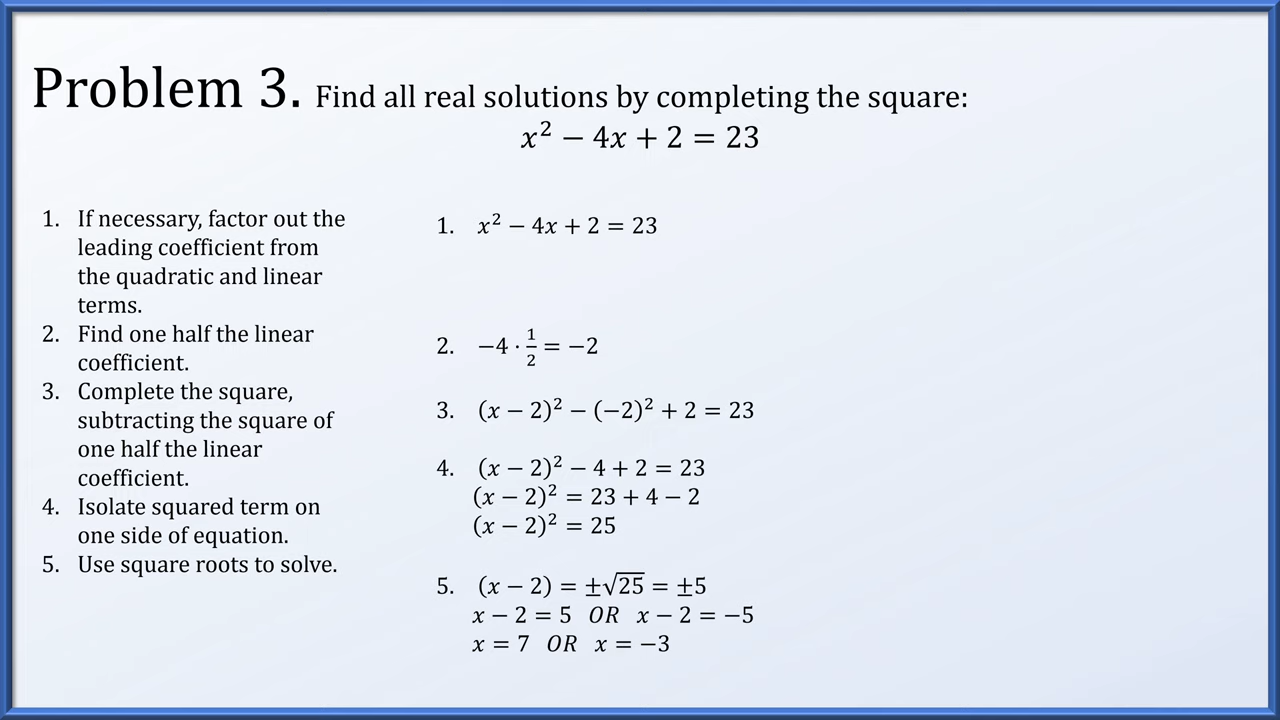 Problem 3. Find all real solutions by completing the square:
x² − 4x + 2 = 23
1. If necessary, factor out the
leading coefficient from
the quadratic and linear
terms.
2. Find one half the linear
coefficient.
3. Complete the square,
subtracting the square of
one half the linear
coefficient.
4. Isolate squared term on
one side of equation.
5. Use square roots to solve.
1. x² − 4x + 2 = 23
2. −4 · 1/2 = −2
3. (x − 2)² − (−2)² + 2 = 23
4. (x − 2)² − 4 + 2 = 23
(x − 2)² = 23 + 4 − 2
(x − 2)² = 25
5. (x − 2) = ±√25 = ±5
x − 2 = 5 OR x − 2 = −5
x = 7 OR x = −3